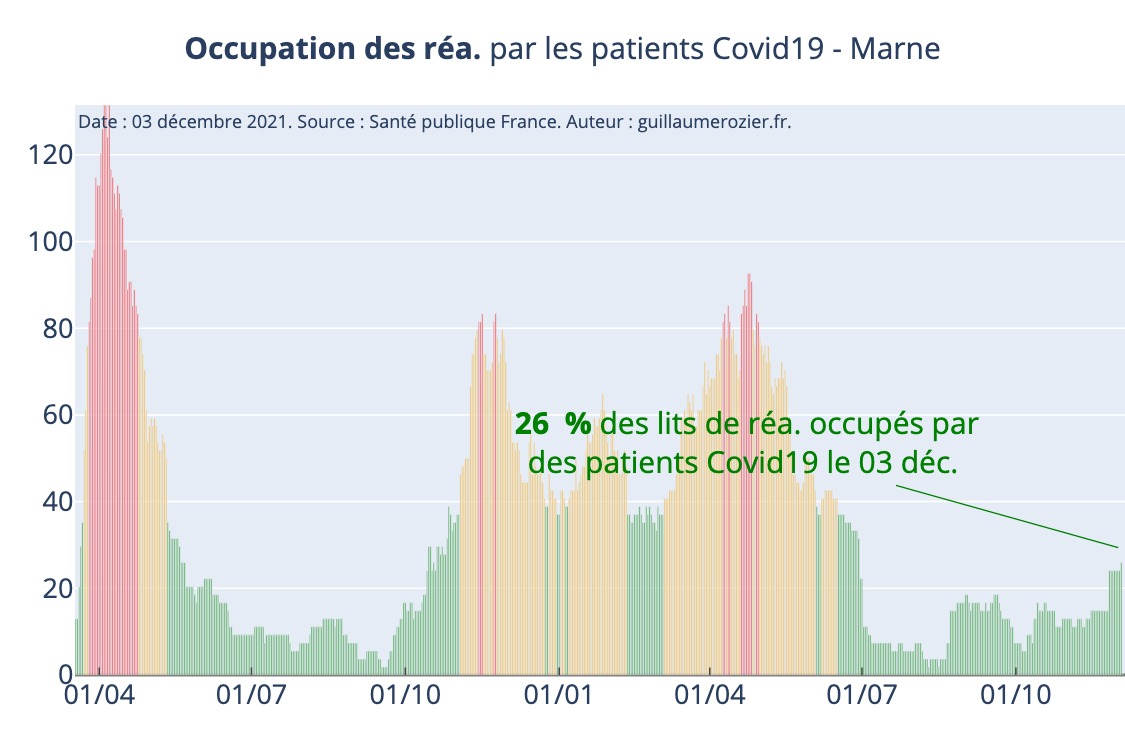 Occupation des réa. par les patients Covid19 - Marne
Date : 03 décembre 2021. Source : Santé publique France. Auteur : guillaumerozier.fr.
120
100
80
60
40
20
0
26 % des lits de réa. occupés par
des patients Covid19 le 03 déc.
01/04 01/07 01/10 01/01 01/04 01/07 01/10